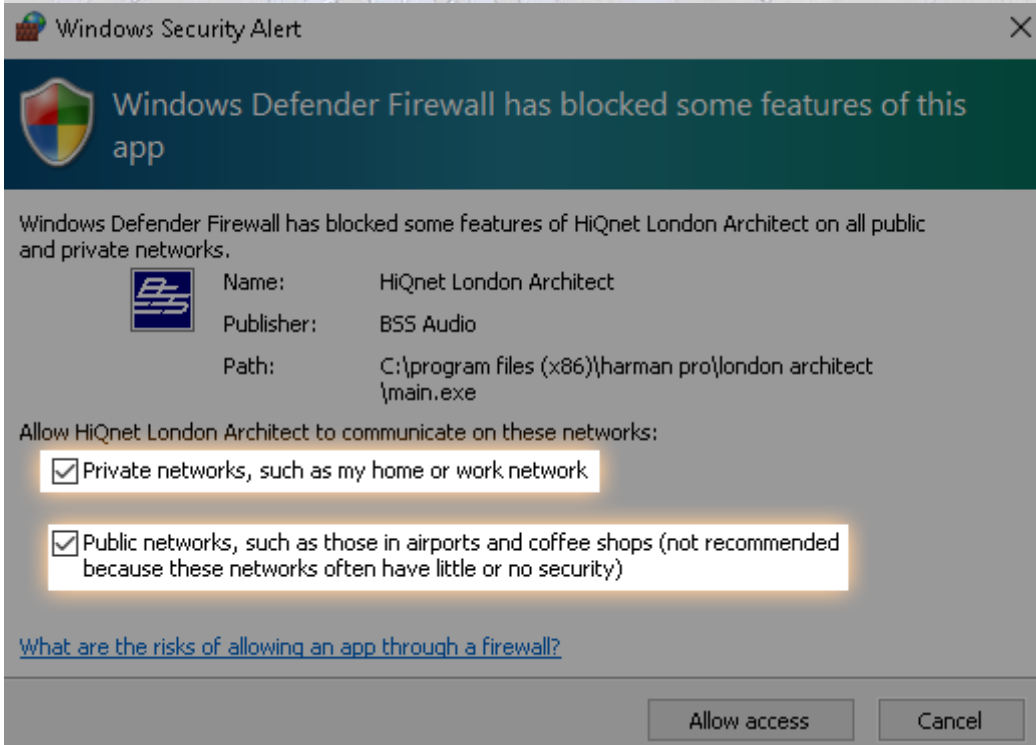 Windows Security Alert
Windows Defender Firewall has blocked some features of this
app
Windows Defender Firewall has blocked some features of HiQnet London Architect on all public
and private networks.
Name: HiQnet London Architect
Publisher: BSS Audio
Path: C:\program files (x86)\harman pro\london architect
\main.exe
Allow HiQnet London Architect to communicate on these networks:
Private networks, such as my home or work network
Public networks, such as those in airports and coffee shops (not recommended
because these networks often have little or no security)
What are the risks of allowing an app through a firewall?
Allow access Cancel